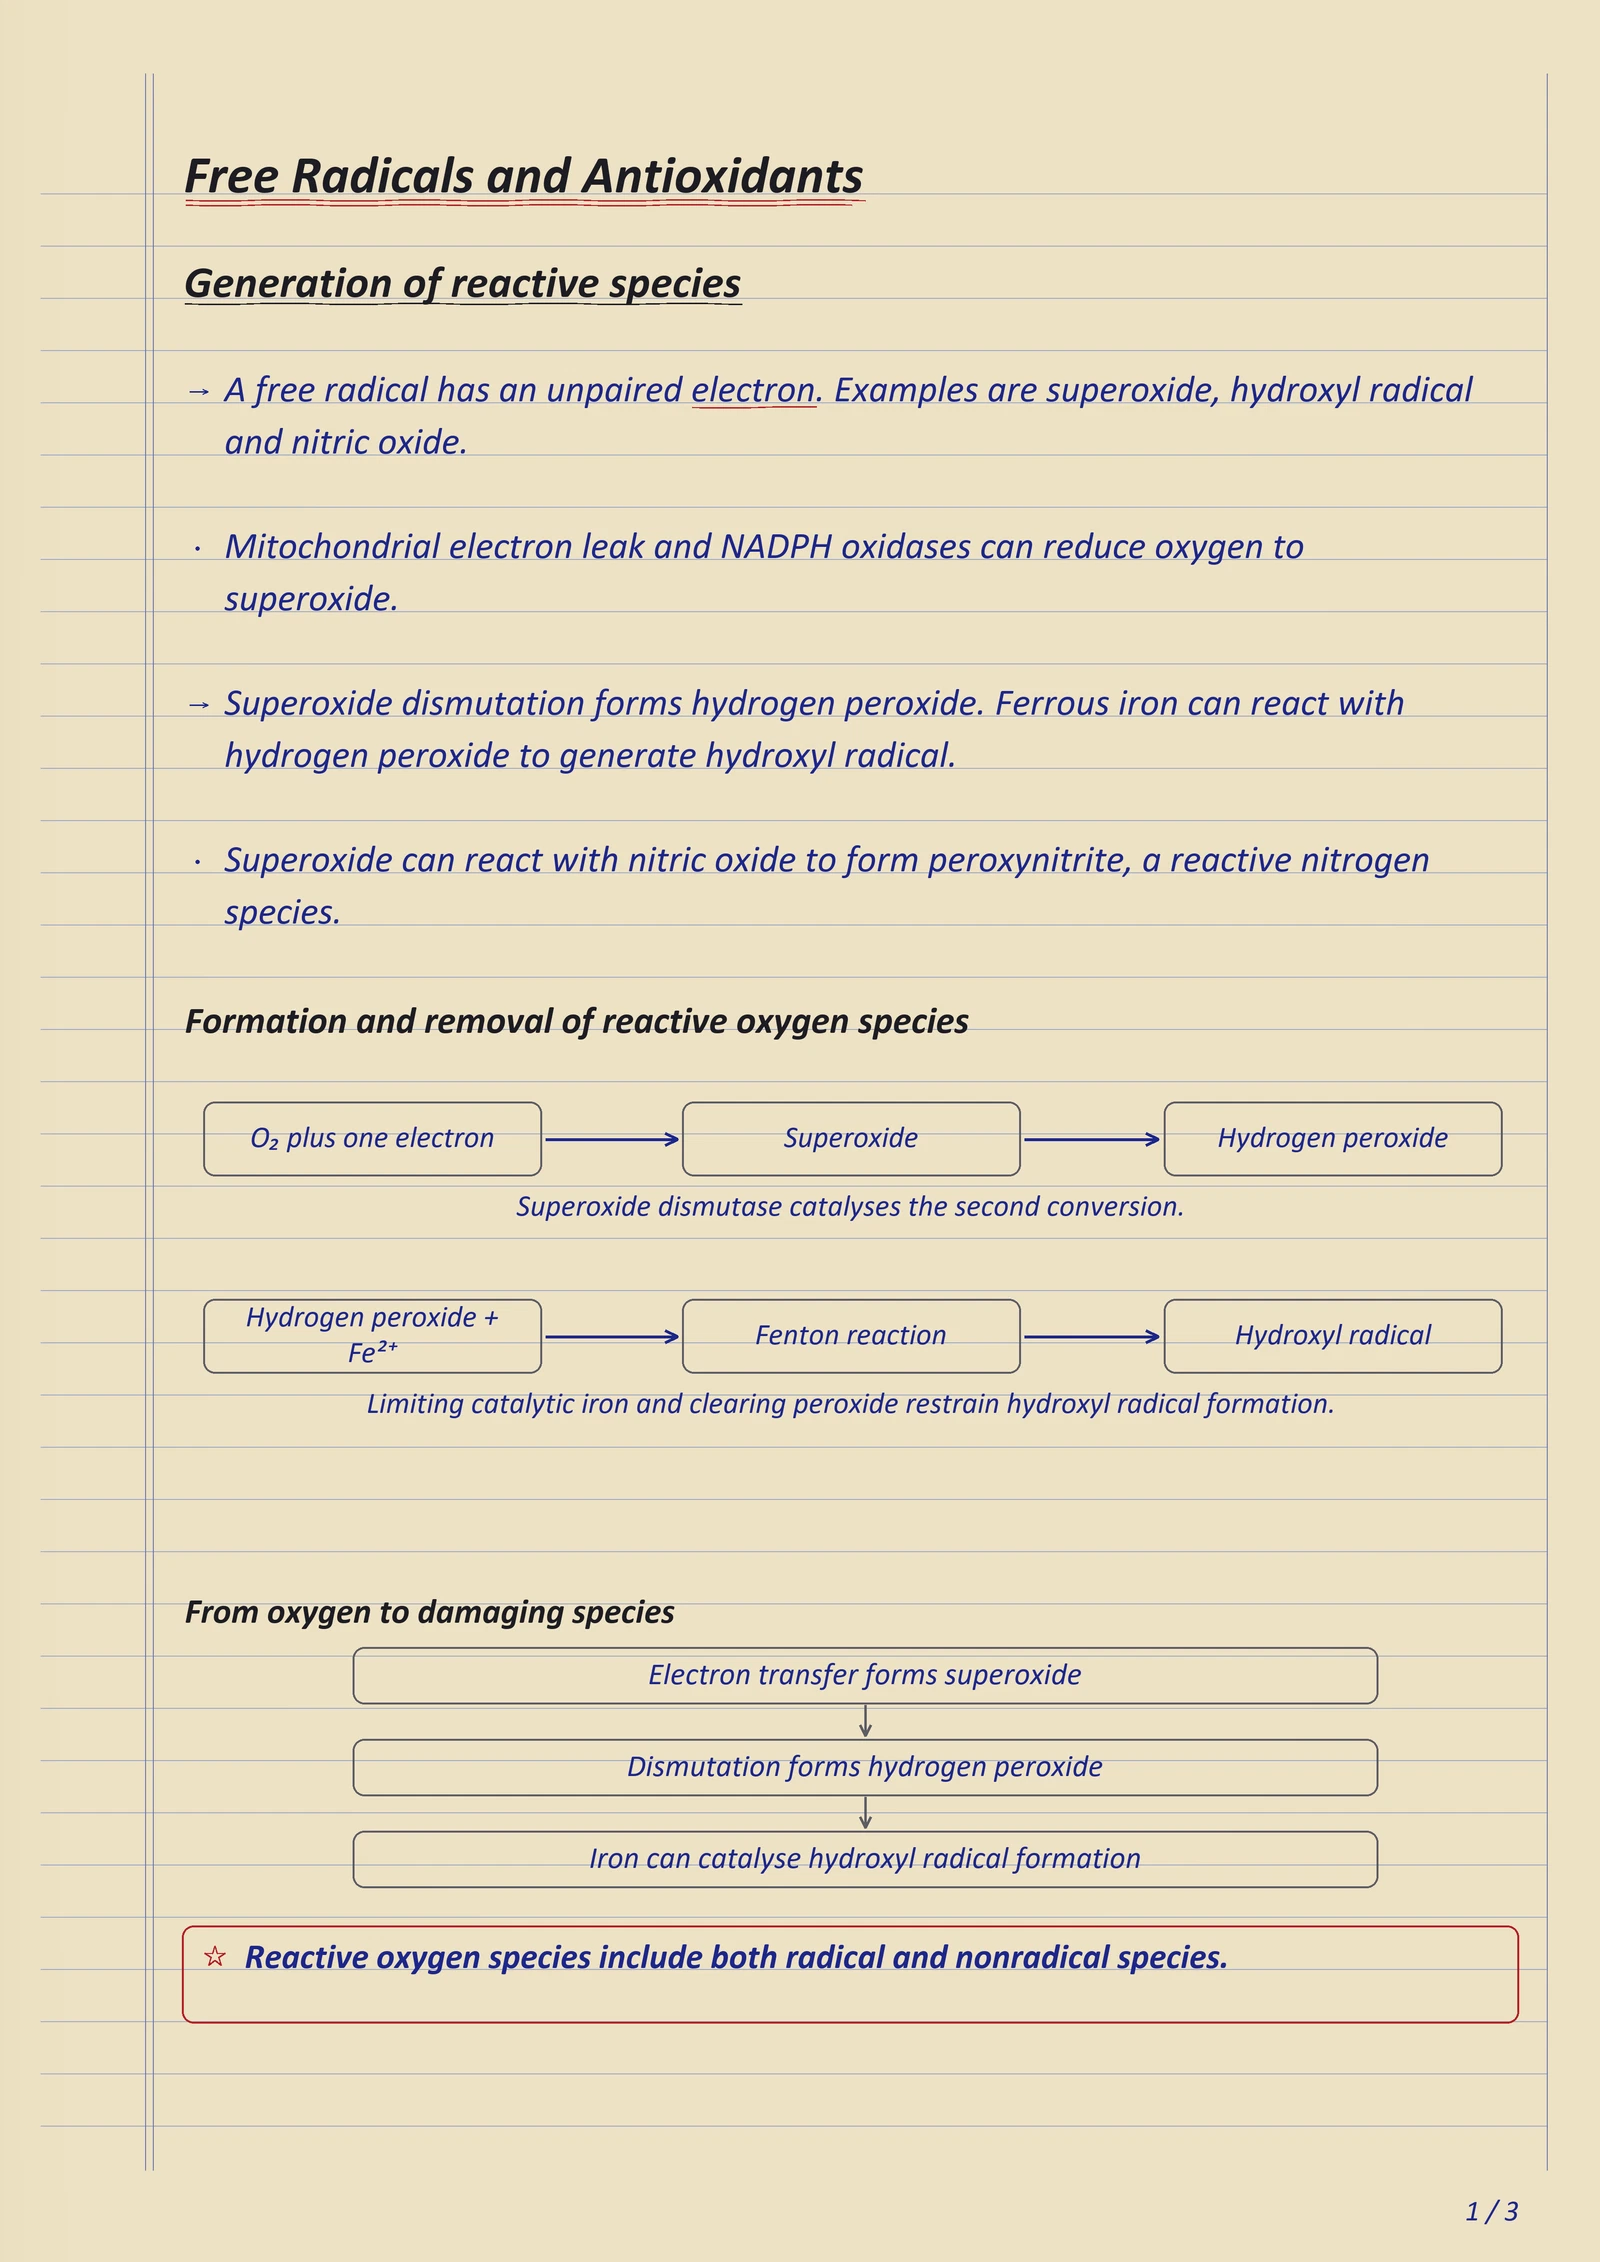 Free Radicals and Antioxidants
Generation of reactive species
→ A free radical has an unpaired electron. Examples are superoxide, hydroxyl radical
and nitric oxide.
· Mitochondrial electron leak and NADPH oxidases can reduce oxygen to
superoxide.
→ Superoxide dismutation forms hydrogen peroxide. Ferrous iron can react with
hydrogen peroxide to generate hydroxyl radical.
· Superoxide can react with nitric oxide to form peroxynitrite, a reactive nitrogen
species.
Formation and removal of reactive oxygen species
O₂ plus one electron
Superoxide
Hydrogen peroxide
Superoxide dismutase catalyses the second conversion.
Hydrogen peroxide +
Fe²⁺
Fenton reaction
Hydroxyl radical
Limiting catalytic iron and clearing peroxide restrain hydroxyl radical formation.
From oxygen to damaging species
Electron transfer forms superoxide
Dismutation forms hydrogen peroxide
Iron can catalyse hydroxyl radical formation
☆ Reactive oxygen species include both radical and nonradical species.
1 / 3